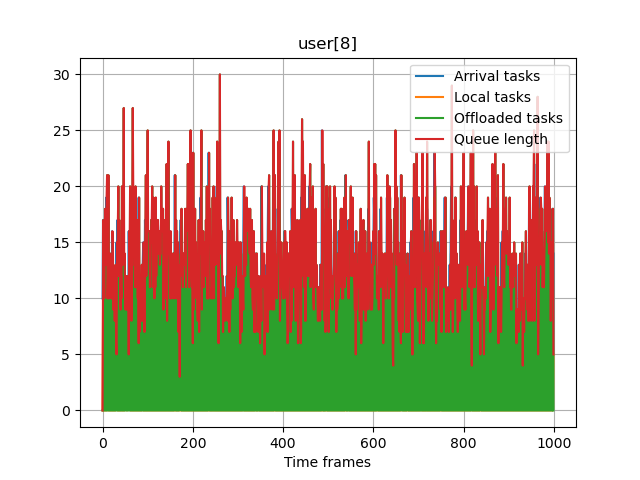 user[8]
30
25
20
15
10
5
0
Arrival tasks
Local tasks
Offloaded tasks
Queue length
0 200 400 600 800 1000
Time frames